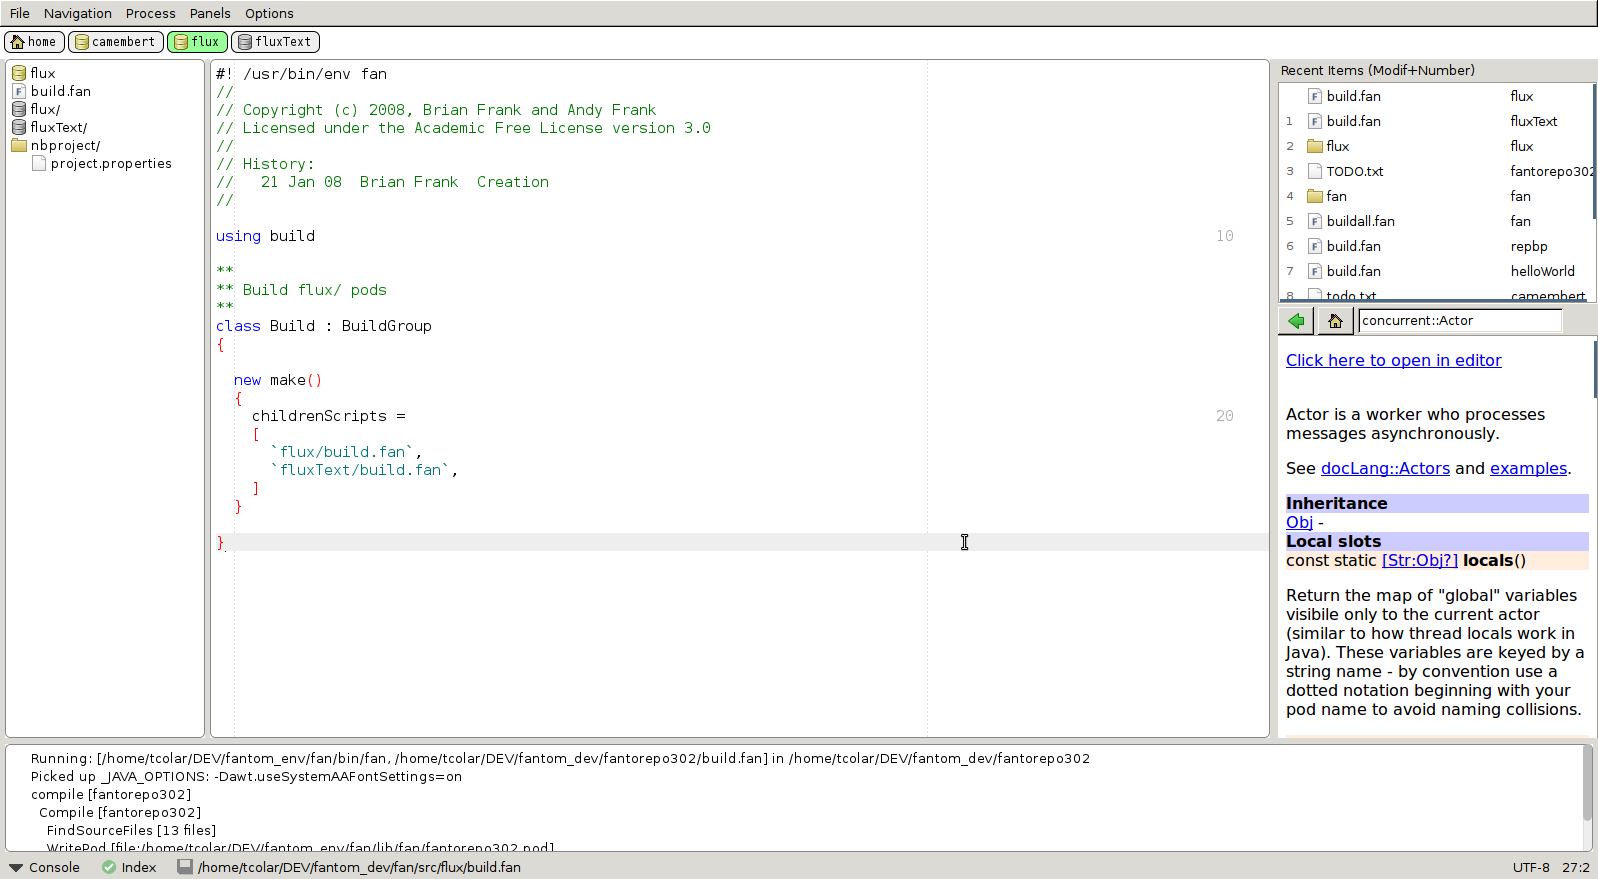 File Navigation Process Panels Options
home camembert flux fluxText
flux
build.fan
flux/
fluxText/
nbproject/
project.properties
#! /usr/bin/env fan
//
// Copyright (c) 2008, Brian Frank and Andy Frank
// Licensed under the Academic Free License version 3.0
//
// History:
//   21 Jan 08  Brian Frank  Creation
//
using build 10
**
** Build flux/ pods
**
class Build : BuildGroup
{
new make()
{
childrenScripts = 20
[
`flux/build.fan`,
`fluxText/build.fan`,
]
}
}
Recent Items (Modif+Number)
build.fan flux
1 build.fan fluxText
2 flux flux
3 TODO.txt fantorepo302
4 fan fan
5 buildall.fan fan
6 build.fan repbp
7 build.fan helloWorld
8 todo.txt camembert
concurrent::Actor
Click here to open in editor
Actor is a worker who processes
messages asynchronously.
See docLang::Actors and examples.
Inheritance
Obj -
Local slots
const static [Str:Obj?] locals()
Return the map of "global" variables
visibile only to the current actor
(similar to how thread locals work in
Java). These variables are keyed by a
string name - by convention use a
dotted notation beginning with your
pod name to avoid naming collisions.
Running: [/home/tcolar/DEV/fantom_env/fan/bin/fan, /home/tcolar/DEV/fantom_dev/fantorepo302/build.fan] in /home/tcolar/DEV/fantom_dev/fantorepo302
Picked up _JAVA_OPTIONS: -Dawt.useSystemAAFontSettings=on
compile [fantorepo302]
Compile [fantorepo302]
FindSourceFiles [13 files]
WritePod [file:/home/tcolar/DEV/fantom_env/fan/lib/fan/fantorepo302.pod]
Console Index /home/tcolar/DEV/fantom_dev/fan/src/flux/build.fan UTF-8 27:2